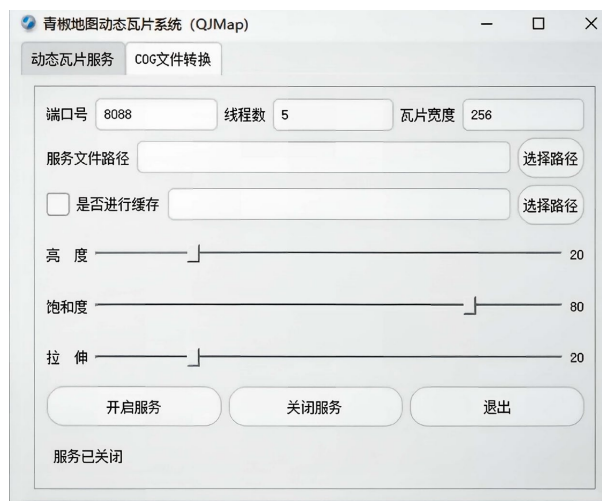 青椒地图动态瓦片系统（QJMap）
动态瓦片服务 COG文件转换
端口号 8088 线程数 5 瓦片宽度 256
服务文件路径 选择路径
是否进行缓存 选择路径
亮 度 20
饱和度 80
拉 伸 20
开启服务 关闭服务 退出
服务已关闭